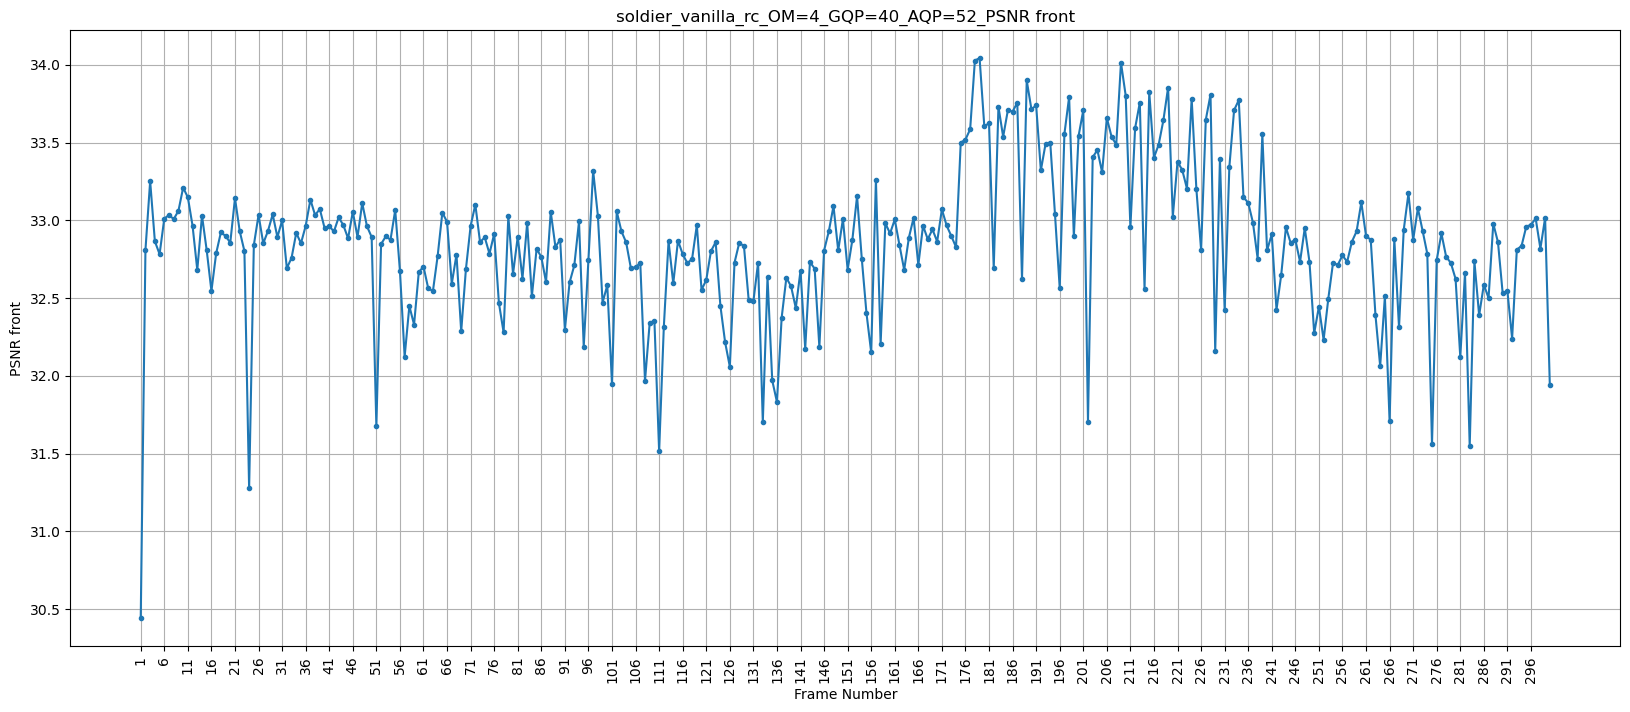 soldier_vanilla_rc_OM=4_GQP=40_AQP=52_PSNR front
PSNR front
34.0
33.5
33.0
32.5
32.0
31.5
31.0
30.5
1 6 11 16 21 26 31 36 41 46 51 56 61 66 71 76 81 86 91 96 101 106 111 116 121 126 131 136 141 146 151 156 161 166 171 176 181 186 191 196 201 206 211 216 221 226 231 236 241 246 251 256 261 266 271 276 281 286 291 296
Frame Number